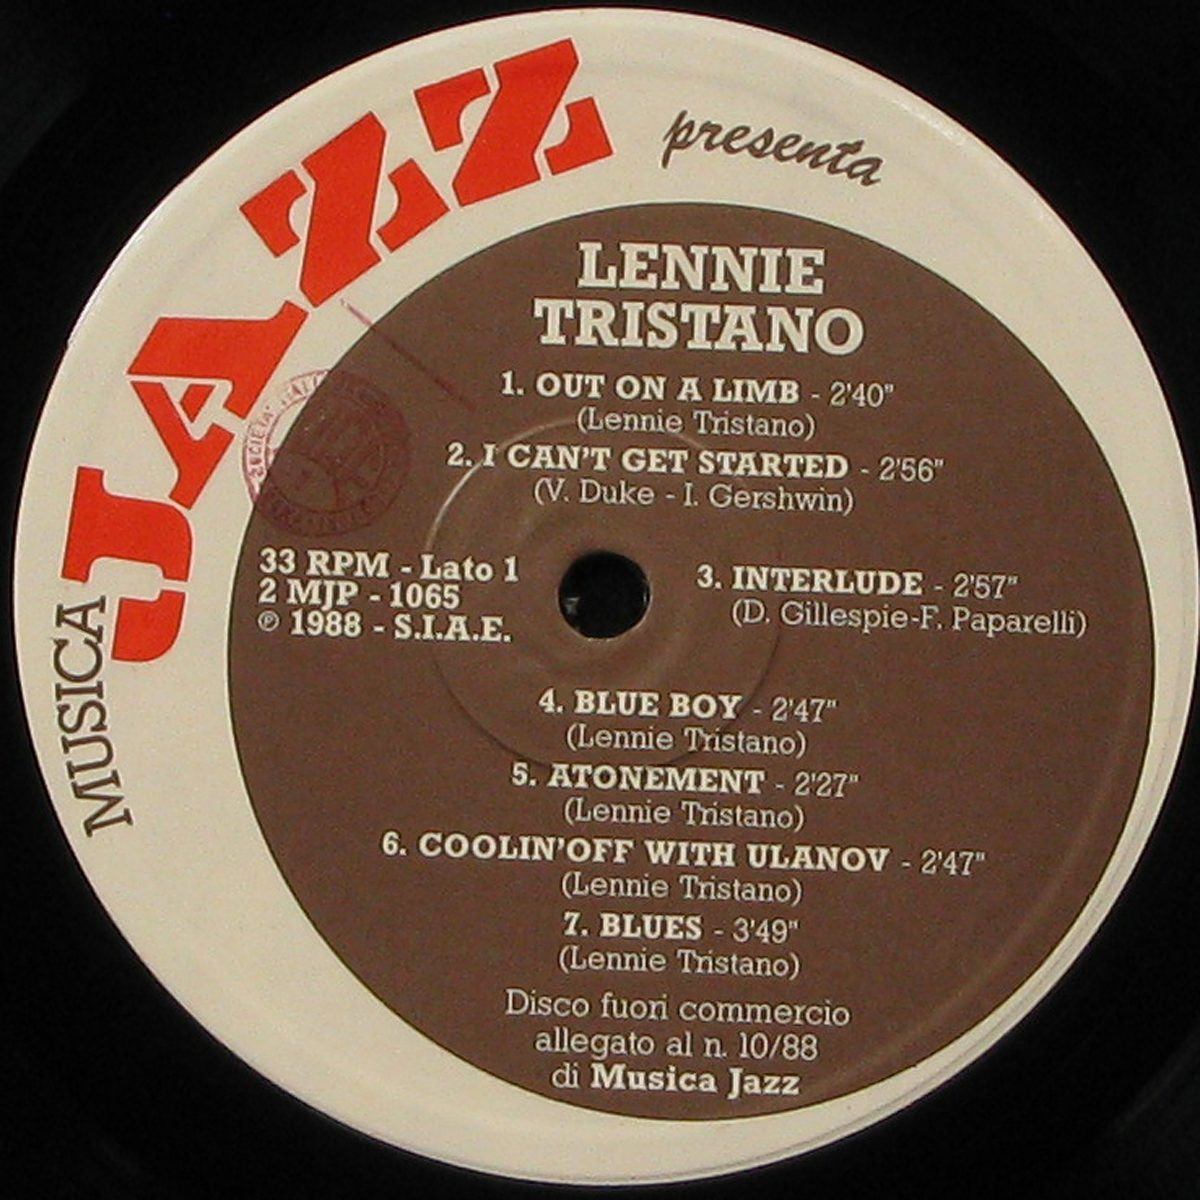 MUSICA JAZZ presenta
LENNIE
TRISTANO
1. OUT ON A LIMB - 2'40"
(Lennie Tristano)
2. I CAN'T GET STARTED - 2'56"
(V. Duke - I. Gershwin)
33 RPM - Lato 1
2 MJP - 1065
℗ 1988 - S.I.A.E.
3. INTERLUDE - 2'57"
(D. Gillespie-F. Paparelli)
4. BLUE BOY - 2'47"
(Lennie Tristano)
5. ATONEMENT - 2'27"
(Lennie Tristano)
6. COOLIN'OFF WITH ULANOV - 2'47"
(Lennie Tristano)
7. BLUES - 3'49"
(Lennie Tristano)
Disco fuori commercio
allegato al n. 10/88
di Musica Jazz